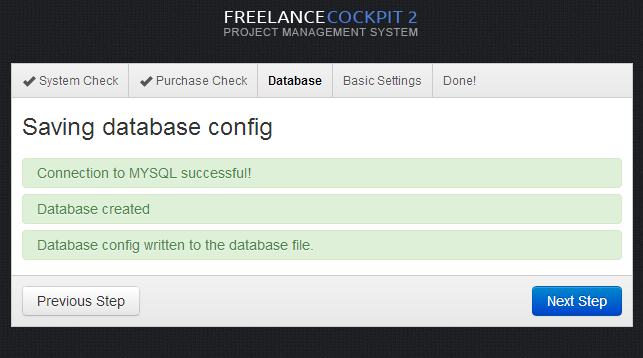 FREELANCECOCKPIT 2
PROJECT MANAGEMENT SYSTEM
System Check Purchase Check Database Basic Settings Done!
Saving database config
Connection to MYSQL successful!
Database created
Database config written to the database file.
Previous Step Next Step